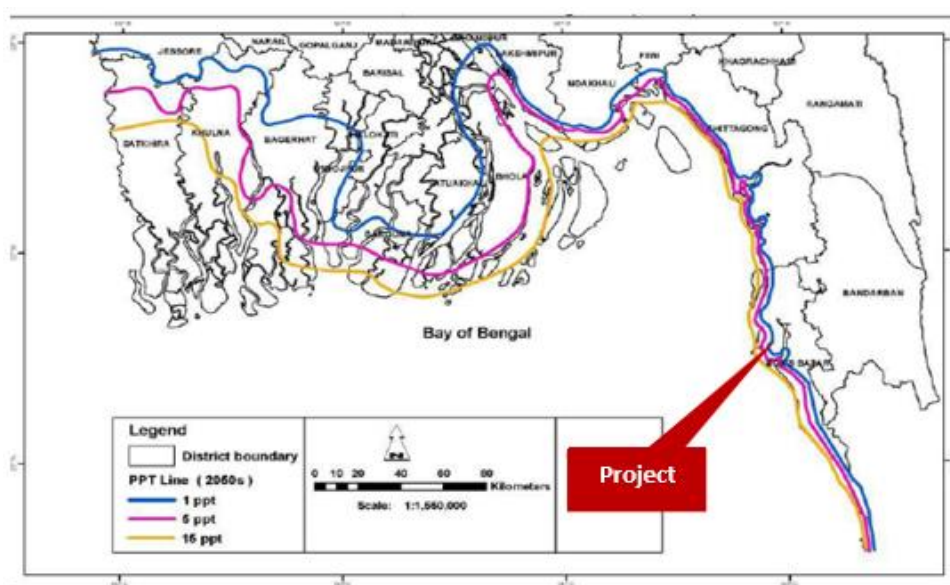 JESSORE
NARAIL
GOPALGANJ
LAKSHMIPUR
FENI
KHAGRACHHARI
BARISAL
NOAKHALI
RANGAMATI
KHULNA
BAGERHAT
CHITTAGONG
SATKHIRA
BHOLA
BANDARBAN
Bay of Bengal
Legend
District boundary
PPT Line ( 2050s )
1 ppt
5 ppt
15 ppt
N
0 10 20 40 60 80
Kilometers
Scale: 1:1,550,000
Project